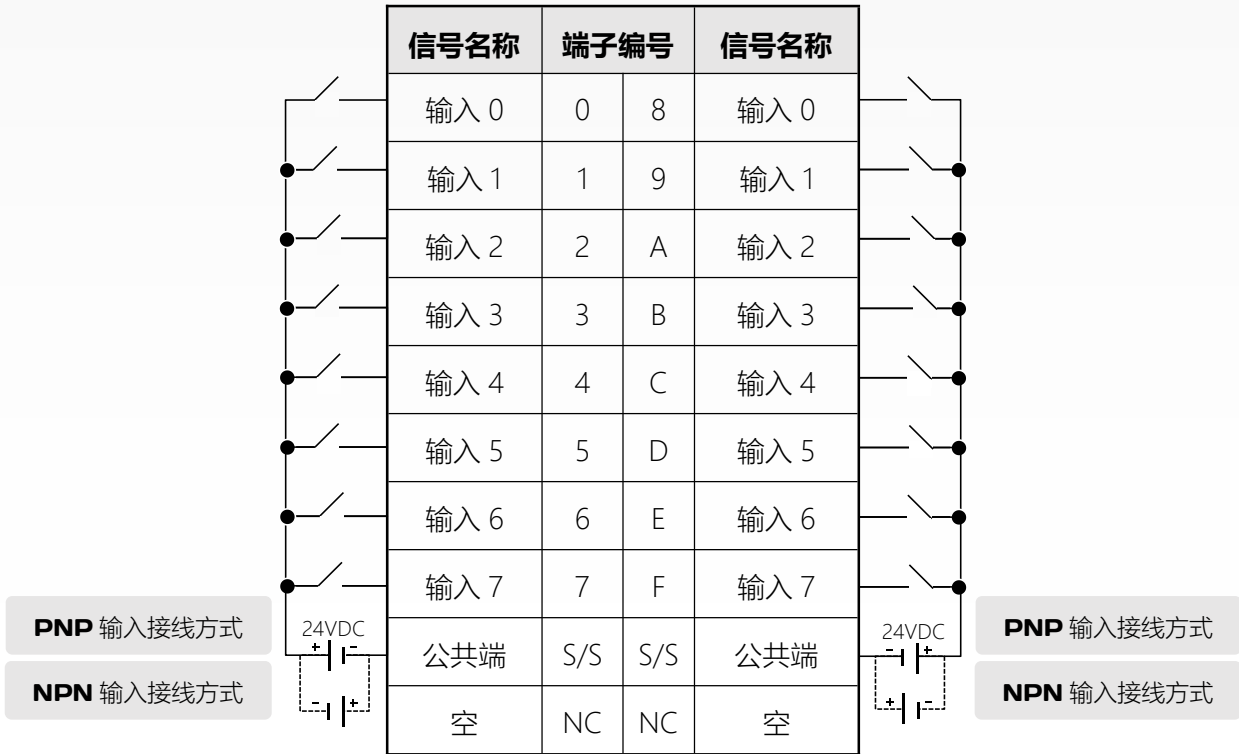 信号名称 端子编号 信号名称
输入 0 0 8 输入 0
输入 1 1 9 输入 1
输入 2 2 A 输入 2
输入 3 3 B 输入 3
输入 4 4 C 输入 4
输入 5 5 D 输入 5
输入 6 6 E 输入 6
输入 7 7 F 输入 7
PNP 输入接线方式 24VDC 24VDC PNP 输入接线方式
+ - 公共端 S/S S/S 公共端 - +
NPN 输入接线方式 NPN 输入接线方式
- + 空 NC NC 空 + -